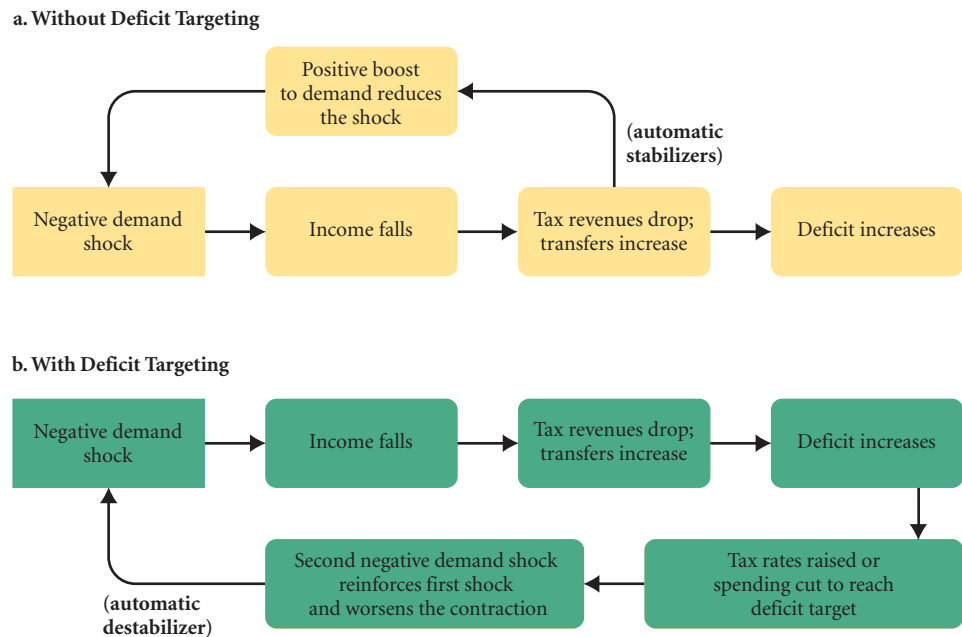 a. Without Deficit Targeting
Positive boost
to demand reduces
the shock
(automatic
stabilizers)
Negative demand
shock
Income falls
Tax revenues drop;
transfers increase
Deficit increases
b. With Deficit Targeting
Negative demand
shock
Income falls
Tax revenues drop;
transfers increase
Deficit increases
Tax rates raised or
spending cut to reach
deficit target
Second negative demand shock
reinforces first shock
and worsens the contraction
(automatic
destabilizer)